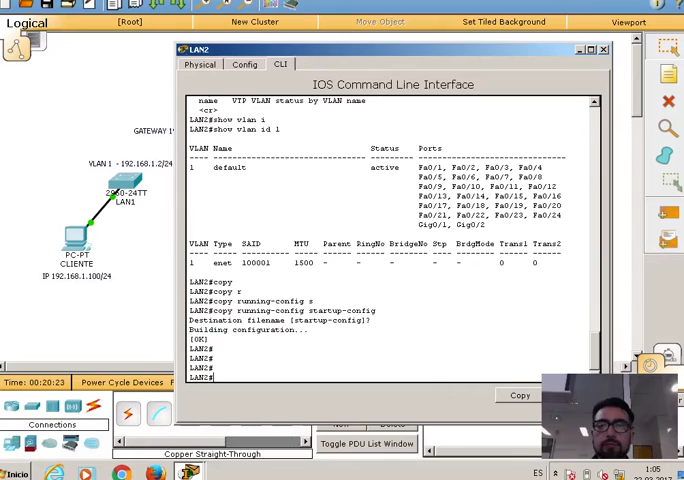 Logical
[Root]
New Cluster
Move Object
Set Tiled Background
Viewport
LAN2
Physical
Config
CLI
IOS Command Line Interface
name VTP VLAN status by VLAN name
<cr>
LAN2#show vlan i
LAN2#show vlan id 1
VLAN Name Status Ports
1 default active Fa0/1, Fa0/2, Fa0/3, Fa0/4
Fa0/5, Fa0/6, Fa0/7, Fa0/8
Fa0/9, Fa0/10, Fa0/11, Fa0/12
Fa0/13, Fa0/14, Fa0/15, Fa0/16
Fa0/17, Fa0/18, Fa0/19, Fa0/20
Fa0/21, Fa0/22, Fa0/23, Fa0/24
Gig0/1, Gig0/2
VLAN Type SAID MTU Parent RingNo BridgeNo Stp BrdgMode Trans1 Trans2
1 enet 100001 1500 - - - - - 0 0
LAN2#copy
LAN2#copy r
LAN2#copy running-config s
LAN2#copy running-config startup-config
Destination filename [startup-config]?
Building configuration...
[OK]
LAN2#
LAN2#
LAN2#
LAN2#
Copy
GATEWAY 19
VLAN 1 - 192.168.1.2/24
2950-24TT
LAN1
PC-PT
CLIENTE
IP 192.168.1.100/24
Time: 00:20:23
Power Cycle Devices
Connections
Copper Straight-Through
Toggle PDU List Window
Inicio
ES
1:05
22-03-2017